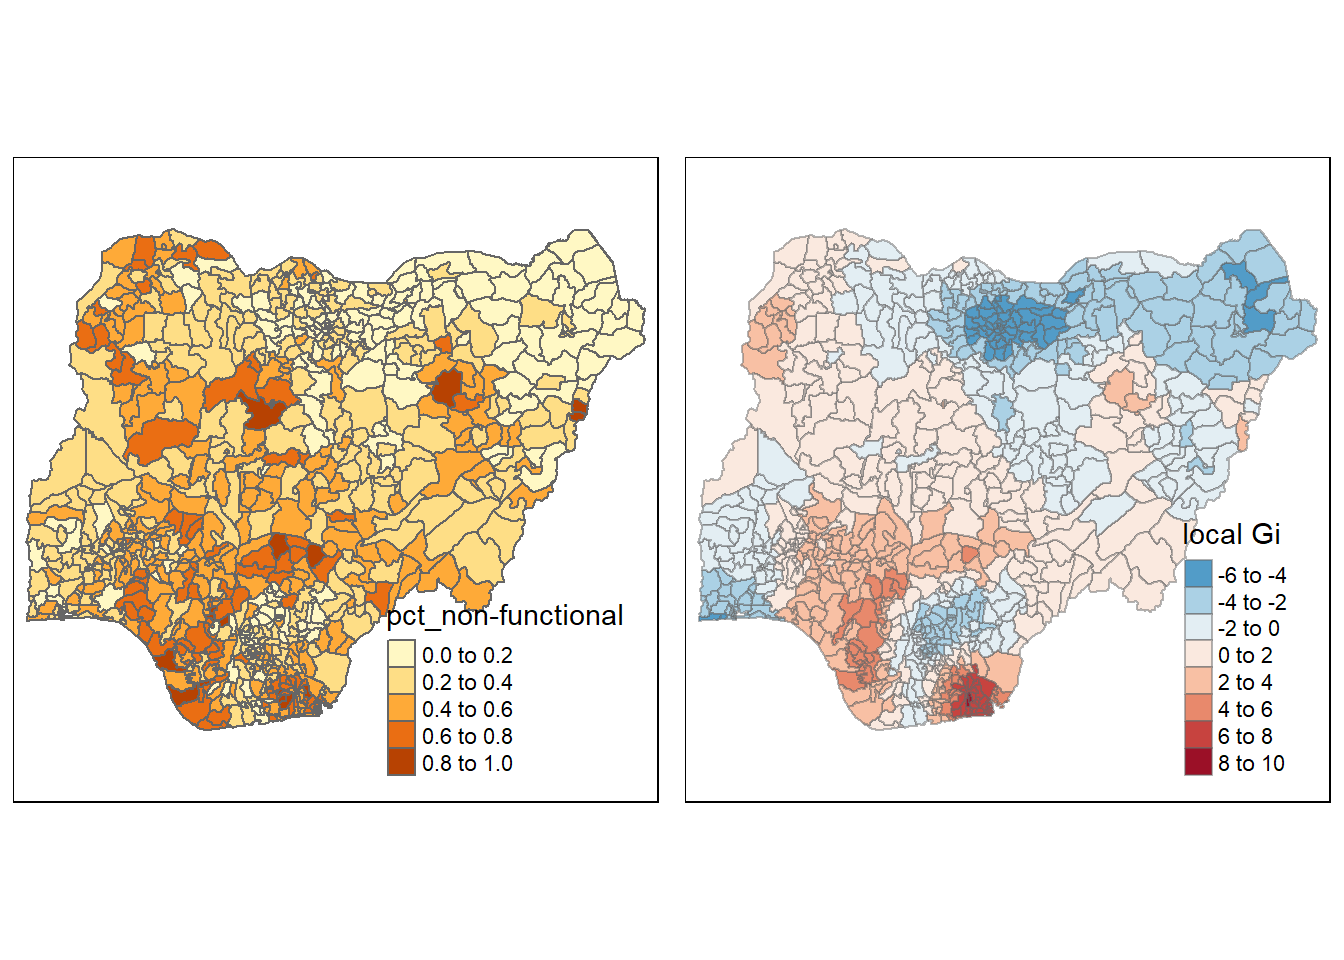 pct_non-functional
0.0 to 0.2
0.2 to 0.4
0.4 to 0.6
0.6 to 0.8
0.8 to 1.0
local Gi
-6 to -4
-4 to -2
-2 to 0
0 to 2
2 to 4
4 to 6
6 to 8
8 to 10